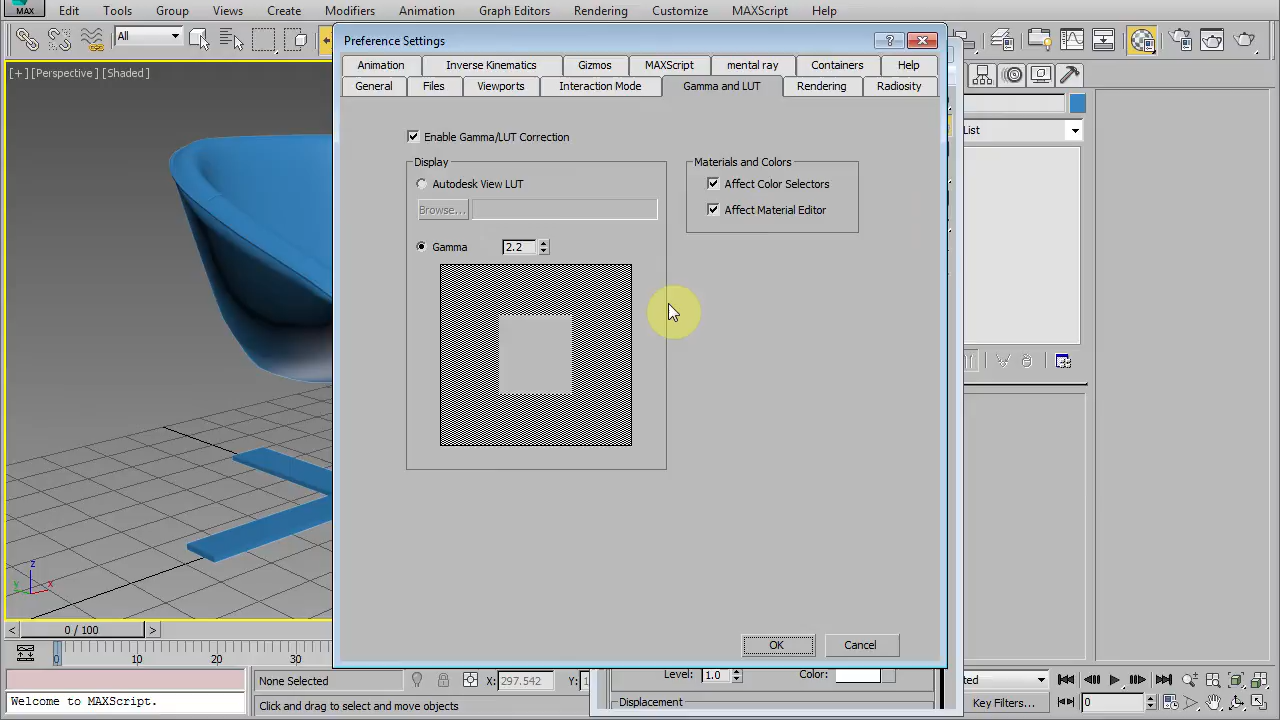 MAX Edit Tools Group Views Create Modifiers Animation Graph Editors Rendering Customize MAXScript Help
All
Preference Settings
?
[+] [Perspective] [Shaded]
Animation Inverse Kinematics Gizmos MAXScript mental ray Containers Help
General Files Viewports Interaction Mode Gamma and LUT Rendering Radiosity
List
Enable Gamma/LUT Correction
Display
Autodesk View LUT
Browse...
Gamma 2.2
Materials and Colors
Affect Color Selectors
Affect Material Editor
z
y x
OK Cancel
< 0 / 100 >
0 10 20 30
None Selected X: 297.542 Y:
Level: 1.0 Color:
Displacement
Key Filters... 0
Welcome to MAXScript.
Click and drag to select and move objects